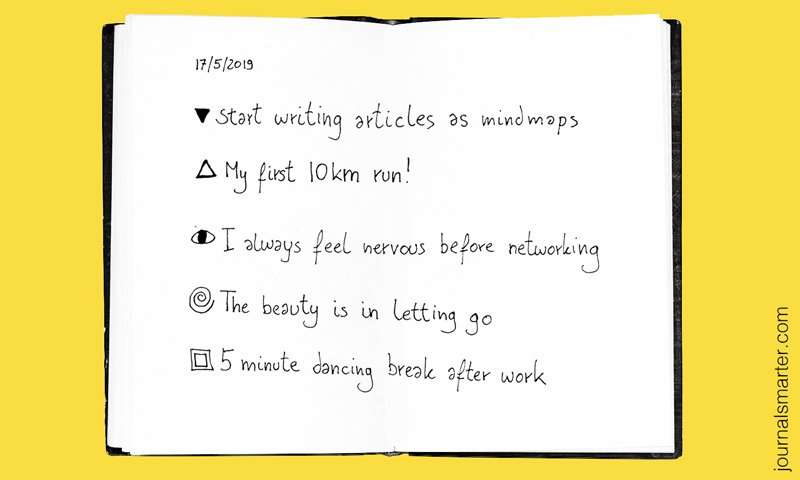 17/5/2019
Start writing articles as mindmaps
My first 10km run!
I always feel nervous before networking
The beauty is in letting go
5 minute dancing break after work
journalsmarter.com